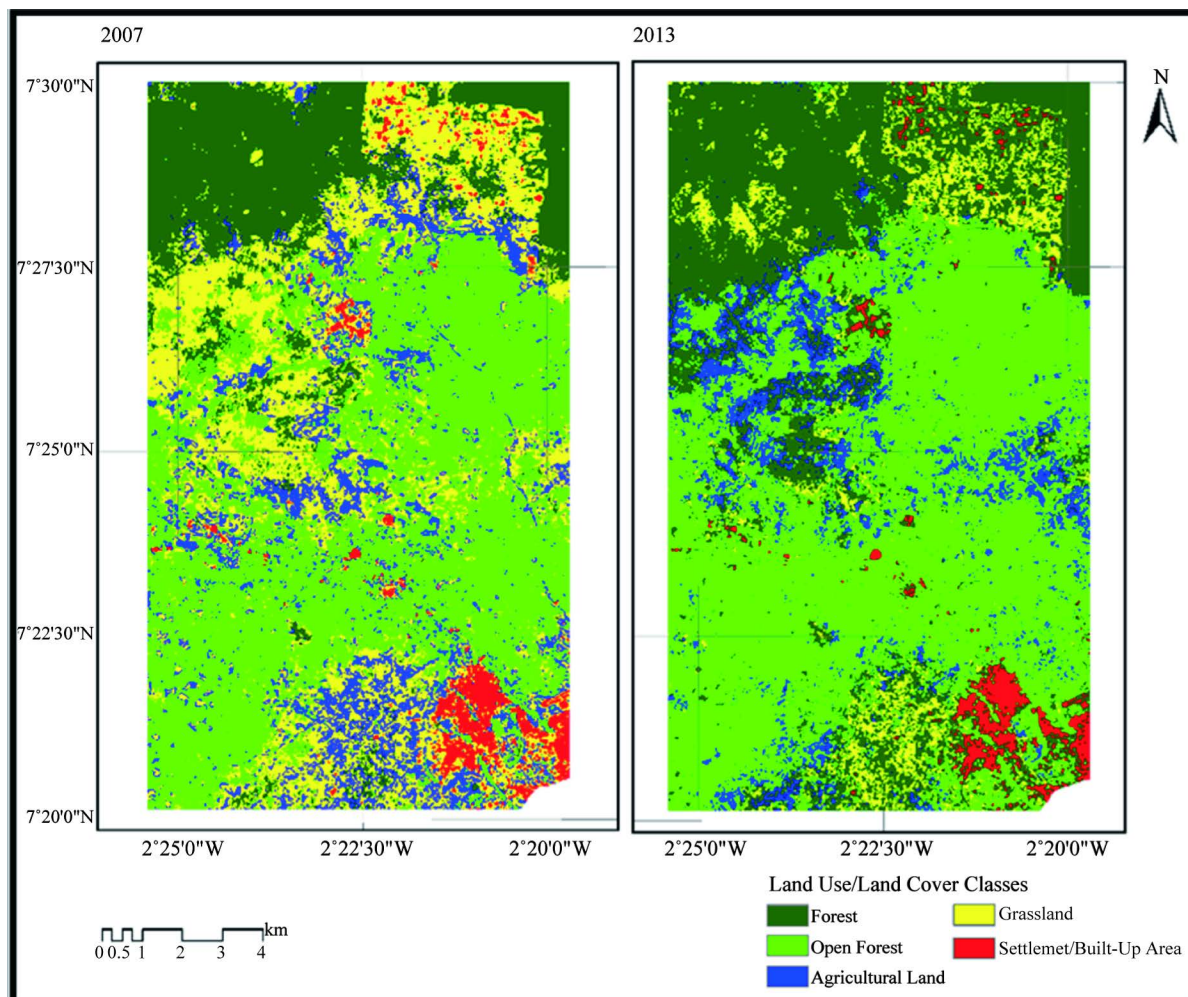 2007
2013
N
7°30'0"N
7°27'30"N
7°25'0"N
7°22'30"N
7°20'0"N
2°25'0"W 2°22'30"W 2°20'0"W
2°25'0"W 2°22'30"W 2°20'0"W
Land Use/Land Cover Classes
Forest
Grassland
Open Forest
Settlemet/Built-Up Area
Agricultural Land
km
0 0.5 1 2 3 4